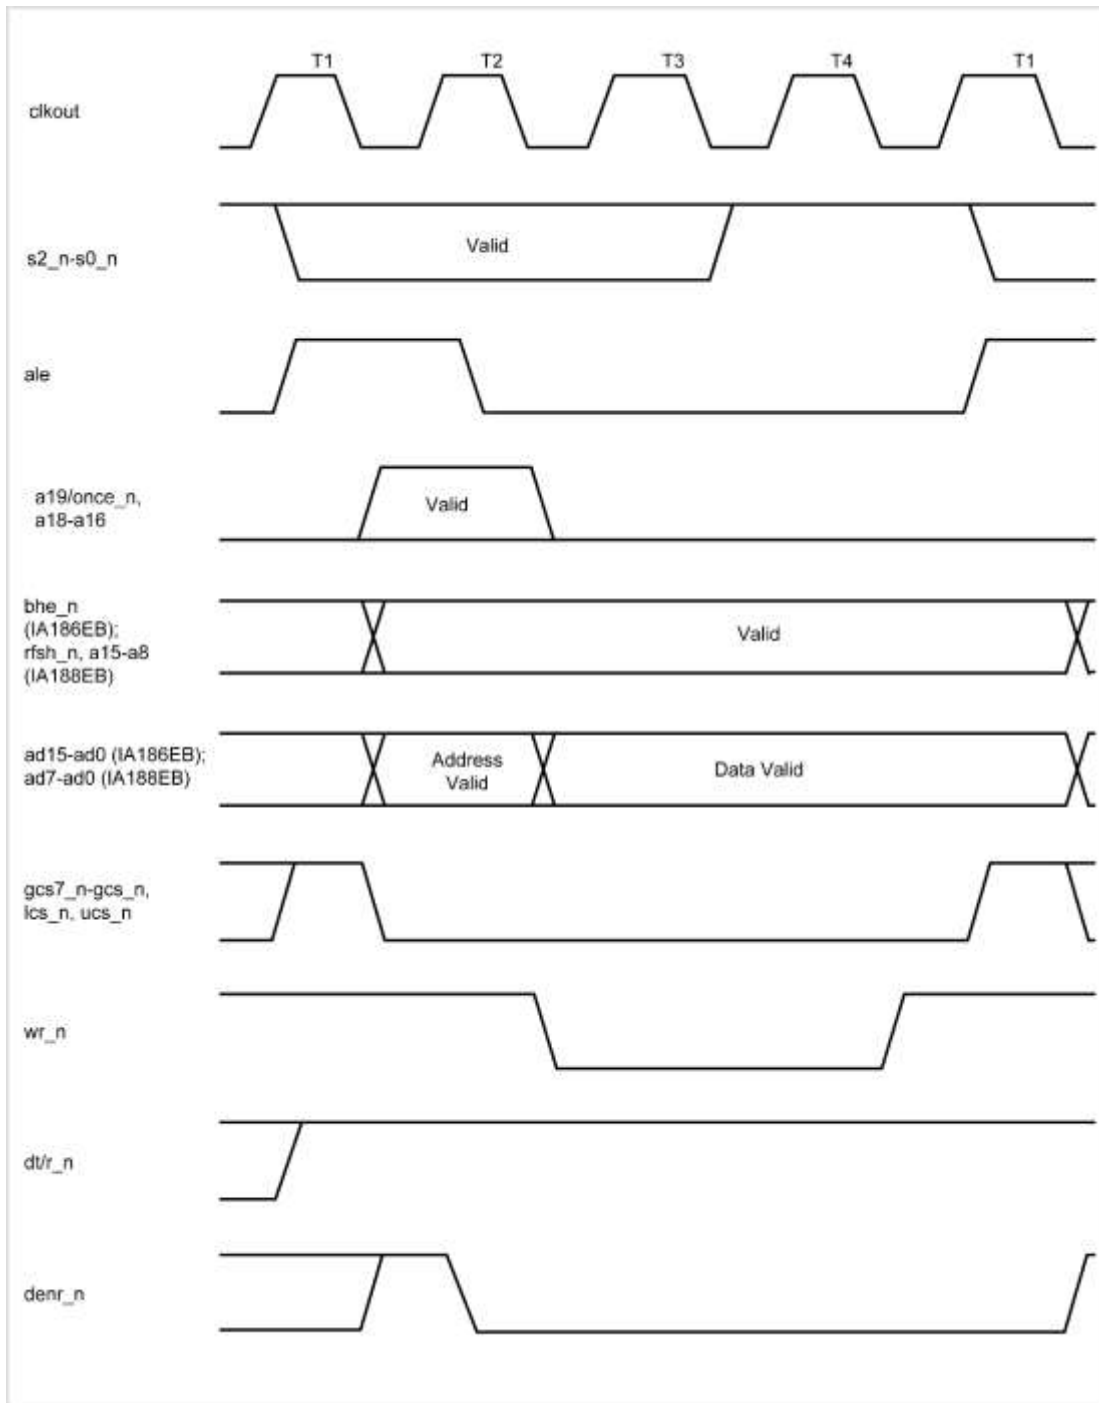 T1 T2 T3 T4 T1
clkout
Valid
s2_n-s0_n
ale
a19/once_n,
a18-a16
Valid
bhe_n
(IA186EB);
rfsh_n, a15-a8
(IA188EB)
Valid
ad15-ad0 (IA186EB);
ad7-ad0 (IA188EB)
Address
Valid
Data Valid
gcs7_n-gcs_n,
lcs_n, ucs_n
wr_n
dt/r_n
denr_n